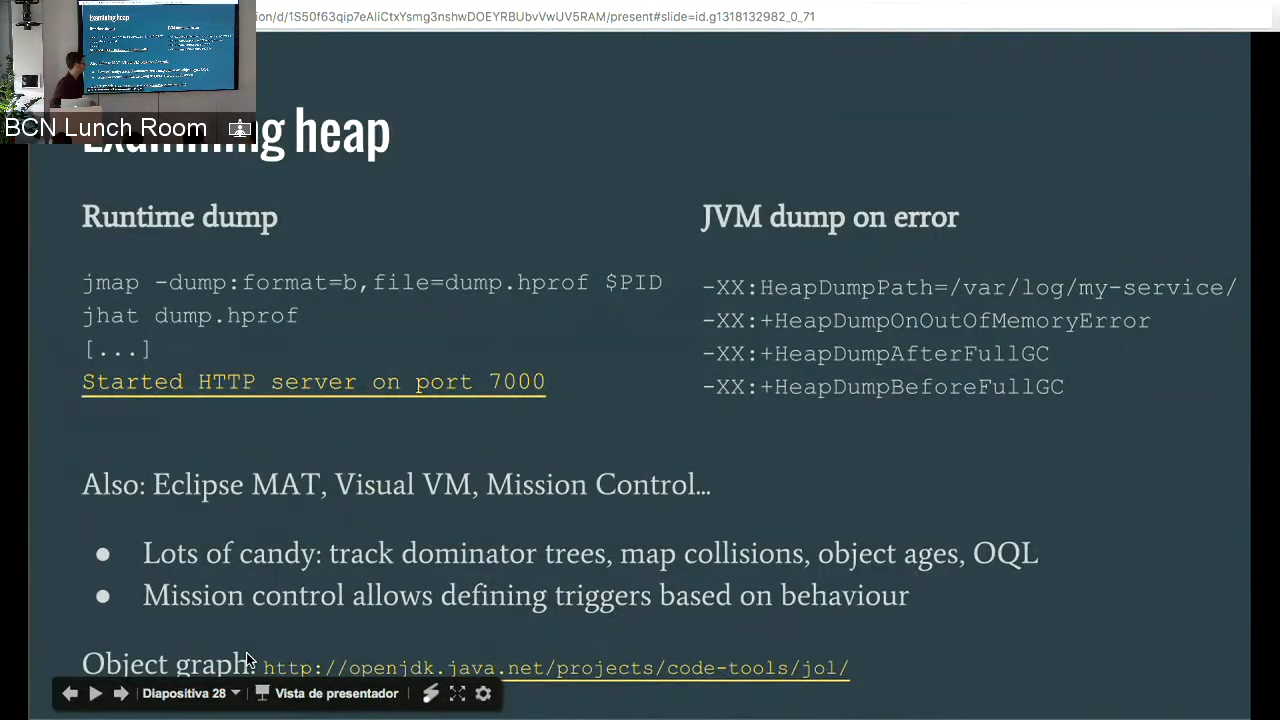 ion/d/1S50f63qip7eAliCtxYsmg3nshwDOEYRBUbvVwUV5RAM/present#slide=id.g1318132982_0_71
Examining heap
BCN Lunch Room
Examining heap
Runtime dump
jmap -dump:format=b,file=dump.hprof $PID
jhat dump.hprof
[...]
Started HTTP server on port 7000
JVM dump on error
-XX:HeapDumpPath=/var/log/my-service/
-XX:+HeapDumpOnOutOfMemoryError
-XX:+HeapDumpAfterFullGC
-XX:+HeapDumpBeforeFullGC
Also: Eclipse MAT, Visual VM, Mission Control…
● Lots of candy: track dominator trees, map collisions, object ages, OQL
● Mission control allows defining triggers based on behaviour
Object graph: http://openjdk.java.net/projects/code-tools/jol/
Diapositiva 28
Vista de presentador